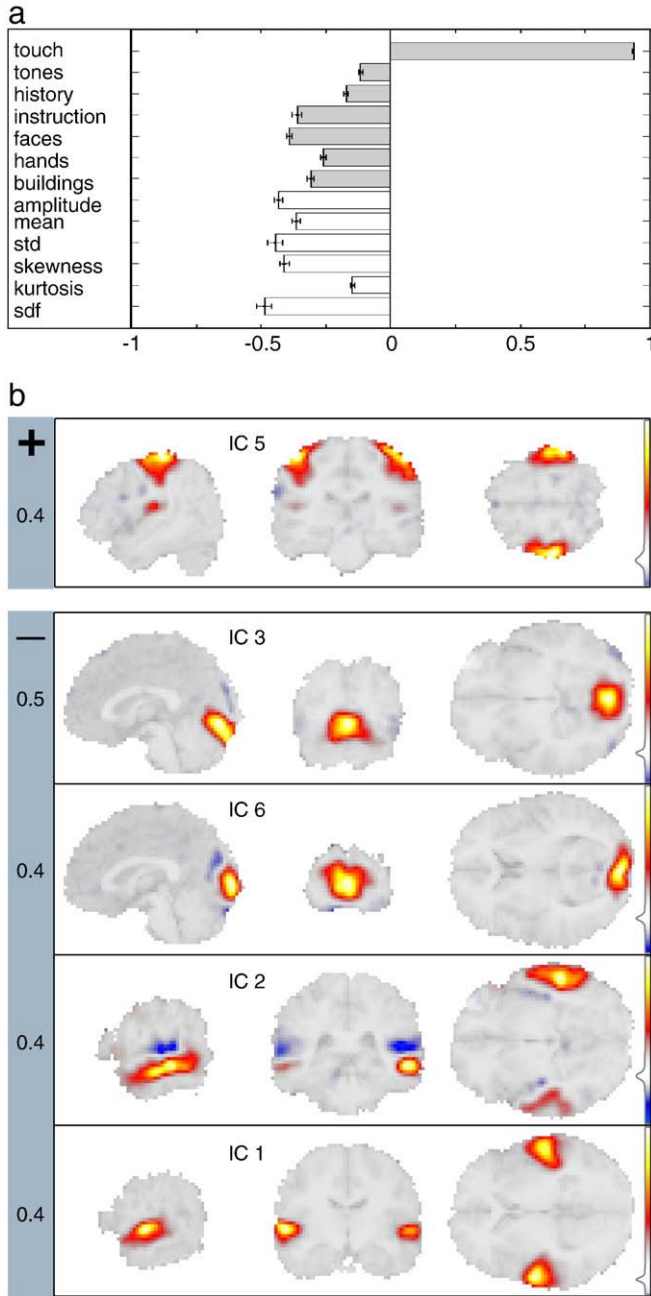 a
touch
tones
history
instruction
faces
hands
buildings
amplitude
mean
std
skewness
kurtosis
sdf
-1 -0.5 0 0.5 1
b
+ IC 5
0.4
– IC 3
0.5
IC 6
0.4
IC 2
0.4
IC 1
0.4